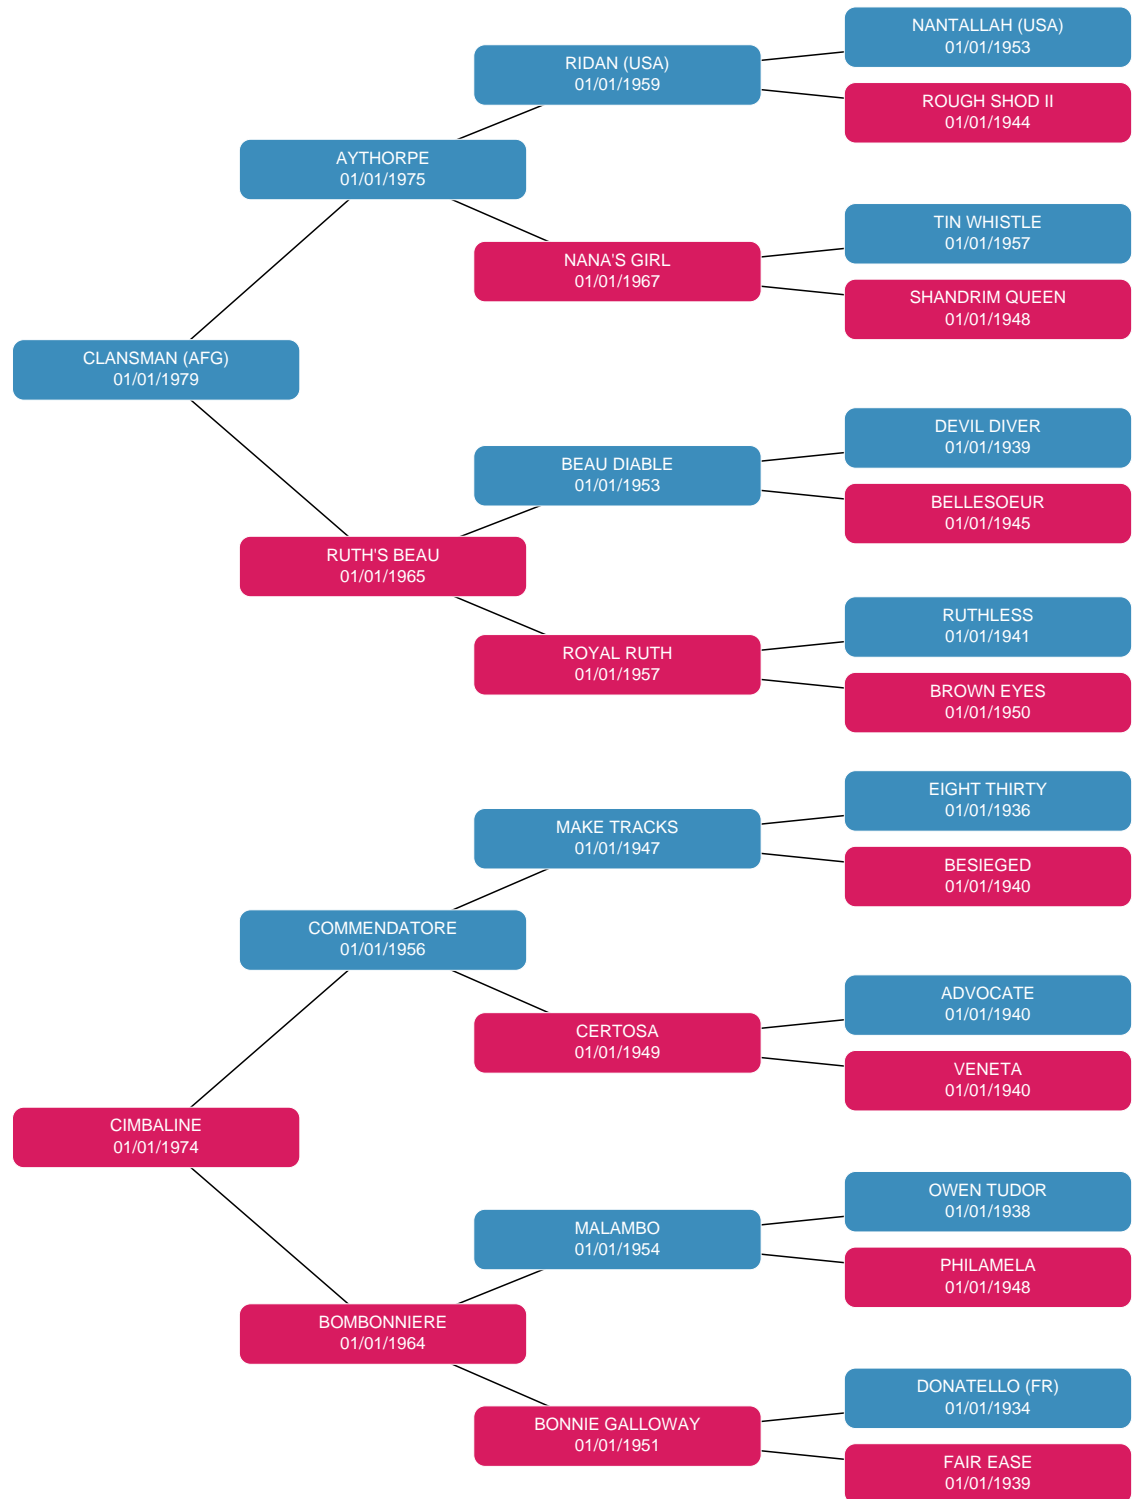 NANTALLAH (USA)
01/01/1953
RIDAN (USA)
01/01/1959
ROUGH SHOD II
01/01/1944
AYTHORPE
01/01/1975
TIN WHISTLE
01/01/1957
NANA'S GIRL
01/01/1967
SHANDRIM QUEEN
01/01/1948
CLANSMAN (AFG)
01/01/1979
DEVIL DIVER
01/01/1939
BEAU DIABLE
01/01/1953
BELLESOEUR
01/01/1945
RUTH'S BEAU
01/01/1965
RUTHLESS
01/01/1941
ROYAL RUTH
01/01/1957
BROWN EYES
01/01/1950
EIGHT THIRTY
01/01/1936
MAKE TRACKS
01/01/1947
BESIEGED
01/01/1940
COMMENDATORE
01/01/1956
ADVOCATE
01/01/1940
CERTOSA
01/01/1949
VENETA
01/01/1940
CIMBALINE
01/01/1974
OWEN TUDOR
01/01/1938
MALAMBO
01/01/1954
PHILAMELA
01/01/1948
BOMBONNIERE
01/01/1964
DONATELLO (FR)
01/01/1934
BONNIE GALLOWAY
01/01/1951
FAIR EASE
01/01/1939